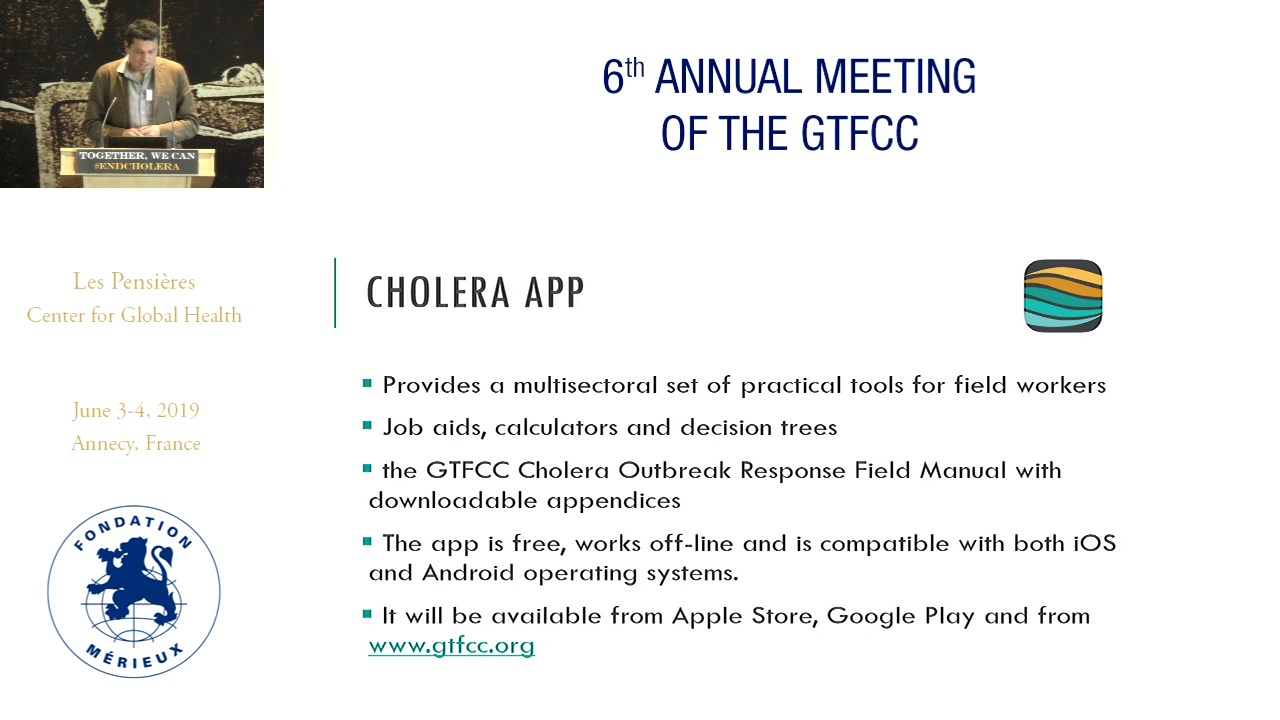 6th ANNUAL MEETING
OF THE GTFCC
TOGETHER, WE CAN
#ENDCHOLERA
Les Pensières
Center for Global Health
June 3-4, 2019
Annecy, France
FONDATION
MÉRIEUX
CHOLERA APP
Provides a multisectoral set of practical tools for field workers
Job aids, calculators and decision trees
the GTFCC Cholera Outbreak Response Field Manual with
downloadable appendices
The app is free, works off-line and is compatible with both iOS
and Android operating systems.
It will be available from Apple Store, Google Play and from
www.gtfcc.org